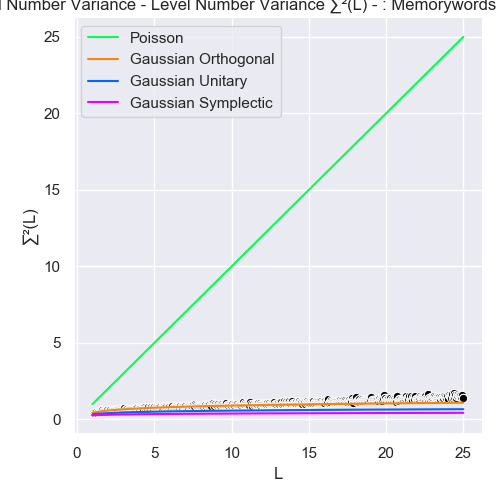 Number Variance - Level Number Variance ∑²(L) - : Memorywords
25
20
15
10
5
0
∑²(L)
Poisson
Gaussian Orthogonal
Gaussian Unitary
Gaussian Symplectic
0 5 10 15 20 25
L